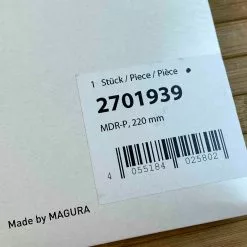 1 Stück / Piece / Pièce
2701939
MDR-P, 220 mm
4 055184 025802
Made by MAGURA